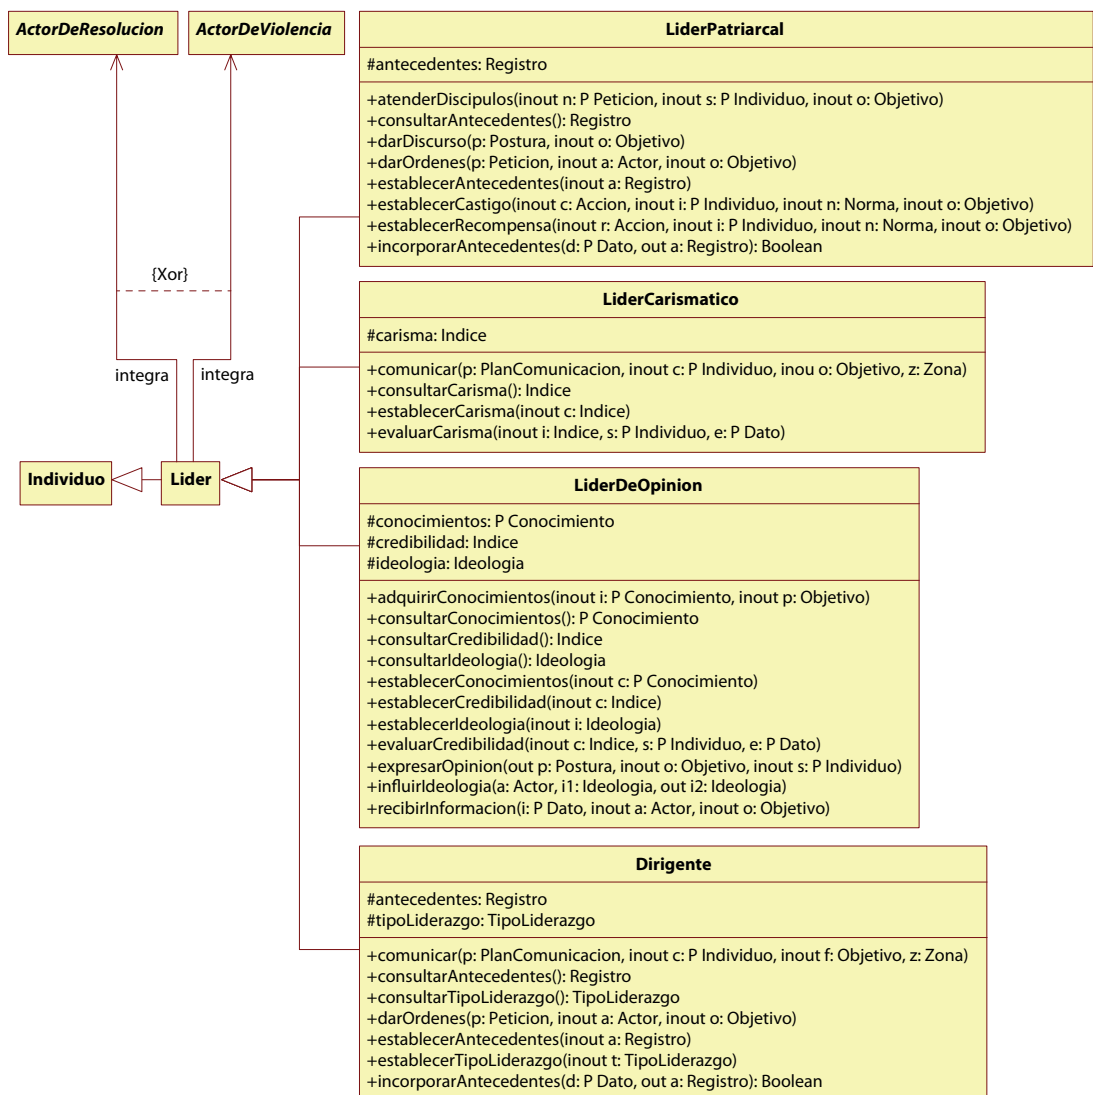 ActorDeResolucion
ActorDeViolencia
{Xor}
integra
integra
Individuo
Lider
LiderPatriarcal
#antecedentes: Registro
+atenderDiscipulos(inout n: P Peticion, inout s: P Individuo, inout o: Objetivo)
+consultarAntecedentes(): Registro
+darDiscurso(p: Postura, inout o: Objetivo)
+darOrdenes(p: Peticion, inout a: Actor, inout o: Objetivo)
+establecerAntecedentes(inout a: Registro)
+establecerCastigo(inout c: Accion, inout i: P Individuo, inout n: Norma, inout o: Objetivo)
+establecerRecompensa(inout r: Accion, inout i: P Individuo, inout n: Norma, inout o: Objetivo)
+incorporarAntecedentes(d: P Dato, out a: Registro): Boolean
LiderCarismatico
#carisma: Indice
+comunicar(p: PlanComunicacion, inout c: P Individuo, inou o: Objetivo, z: Zona)
+consultarCarisma(): Indice
+establecerCarisma(inout c: Indice)
+evaluarCarisma(inout i: Indice, s: P Individuo, e: P Dato)
LiderDeOpinion
#conocimientos: P Conocimiento
#credibilidad: Indice
#ideologia: Ideologia
+adquirirConocimientos(inout i: P Conocimiento, inout p: Objetivo)
+consultarConocimientos(): P Conocimiento
+consultarCredibilidad(): Indice
+consultarIdeologia(): Ideologia
+establecerConocimientos(inout c: P Conocimiento)
+establecerCredibilidad(inout c: Indice)
+establecerIdeologia(inout i: Ideologia)
+evaluarCredibilidad(inout c: Indice, s: P Individuo, e: P Dato)
+expresarOpinion(out p: Postura, inout o: Objetivo, inout s: P Individuo)
+influirIdeologia(a: Actor, i1: Ideologia, out i2: Ideologia)
+recibirInformacion(i: P Dato, inout a: Actor, inout o: Objetivo)
Dirigente
#antecedentes: Registro
#tipoLiderazgo: TipoLiderazgo
+comunicar(p: PlanComunicacion, inout c: P Individuo, inout f: Objetivo, z: Zona)
+consultarAntecedentes(): Registro
+consultarTipoLiderazgo(): TipoLiderazgo
+darOrdenes(p: Peticion, inout a: Actor, inout o: Objetivo)
+establecerAntecedentes(inout a: Registro)
+establecerTipoLiderazgo(inout t: TipoLiderazgo)
+incorporarAntecedentes(d: P Dato, out a: Registro): Boolean